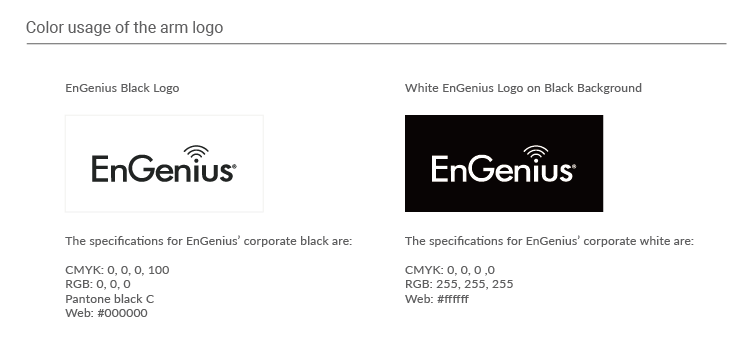 Color usage of the arm logo
EnGenius Black Logo
EnGenius®
The specifications for EnGenius’ corporate black are:
CMYK: 0, 0, 0, 100
RGB: 0, 0, 0
Pantone black C
Web: #000000
White EnGenius Logo on Black Background
EnGenius®
The specifications for EnGenius’ corporate white are:
CMYK: 0, 0, 0 ,0
RGB: 255, 255, 255
Web: #ffffff